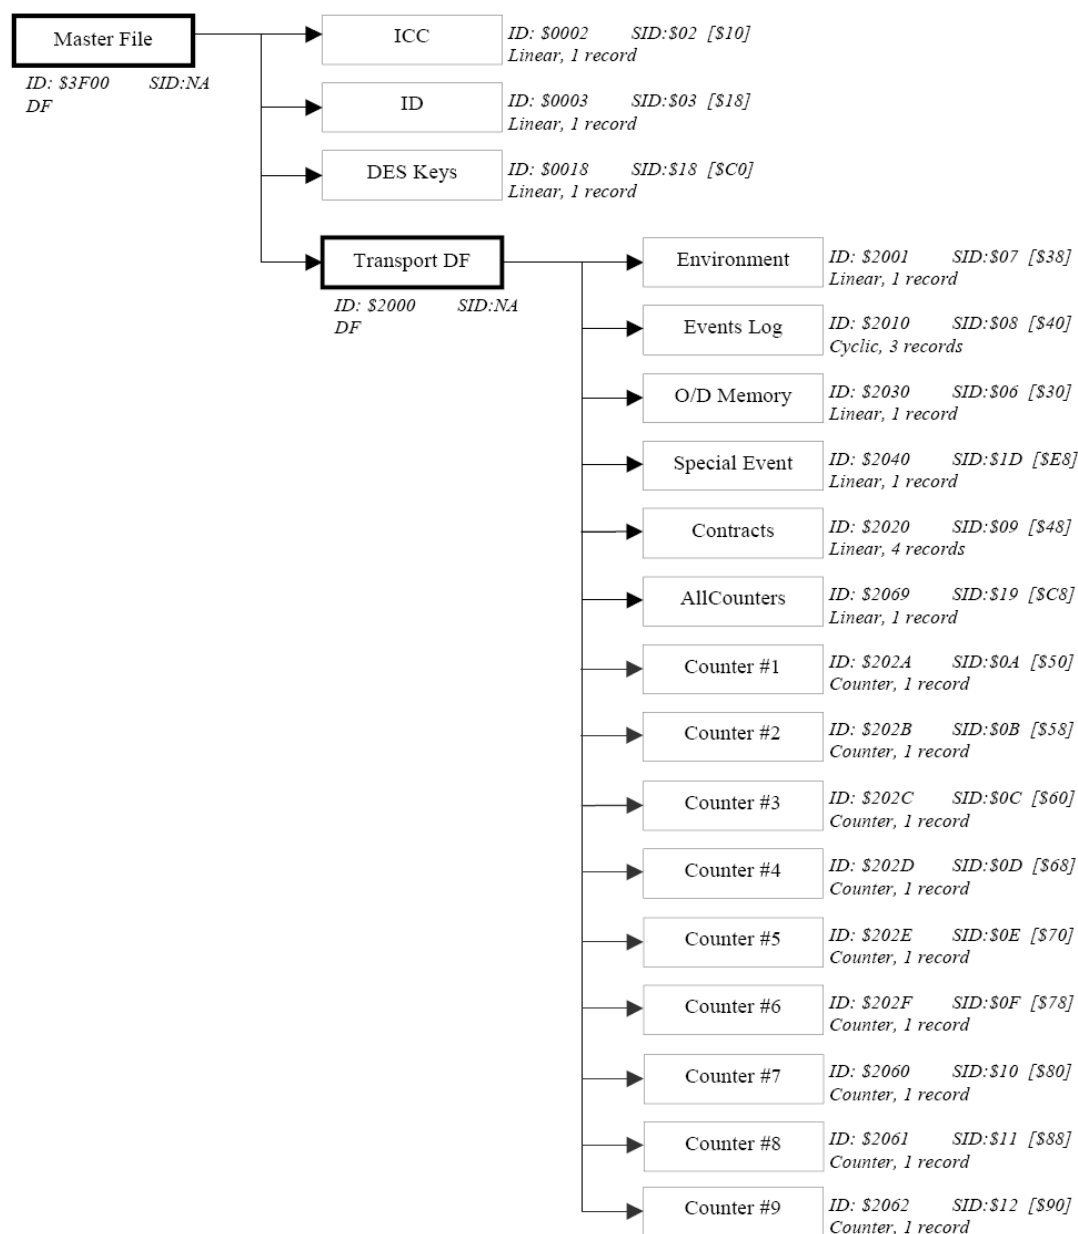 Master File
ID: $3F00 SID:NA
DF
ICC
ID: $0002 SID:$02 [$10]
Linear, 1 record
ID
ID: $0003 SID:$03 [$18]
Linear, 1 record
DES Keys
ID: $0018 SID:$18 [$C0]
Linear, 1 record
Transport DF
ID: $2000 SID:NA
DF
Environment
ID: $2001 SID:$07 [$38]
Linear, 1 record
Events Log
ID: $2010 SID:$08 [$40]
Cyclic, 3 records
O/D Memory
ID: $2030 SID:$06 [$30]
Linear, 1 record
Special Event
ID: $2040 SID:$1D [$E8]
Linear, 1 record
Contracts
ID: $2020 SID:$09 [$48]
Linear, 4 records
AllCounters
ID: $2069 SID:$19 [$C8]
Linear, 1 record
Counter #1
ID: $202A SID:$0A [$50]
Counter, 1 record
Counter #2
ID: $202B SID:$0B [$58]
Counter, 1 record
Counter #3
ID: $202C SID:$0C [$60]
Counter, 1 record
Counter #4
ID: $202D SID:$0D [$68]
Counter, 1 record
Counter #5
ID: $202E SID:$0E [$70]
Counter, 1 record
Counter #6
ID: $202F SID:$0F [$78]
Counter, 1 record
Counter #7
ID: $2060 SID:$10 [$80]
Counter, 1 record
Counter #8
ID: $2061 SID:$11 [$88]
Counter, 1 record
Counter #9
ID: $2062 SID:$12 [$90]
Counter, 1 record